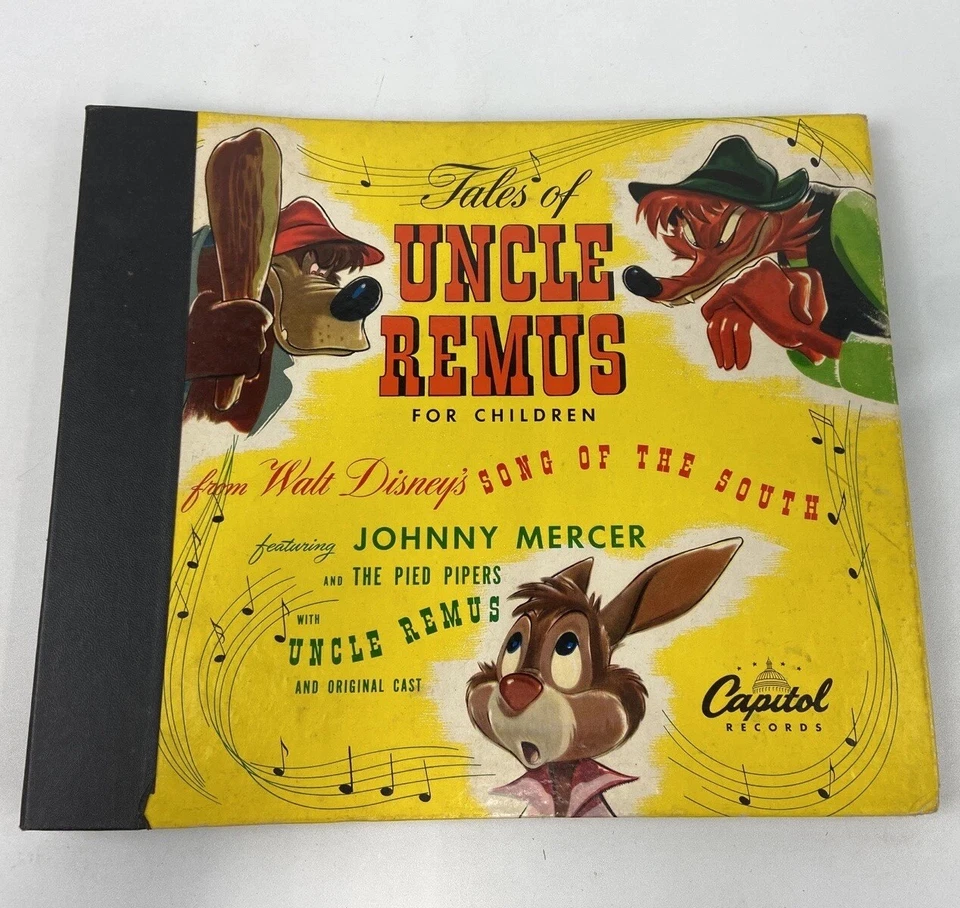 Tales of
UNCLE
REMUS
FOR CHILDREN
from Walt Disney's SONG OF THE SOUTH
featuring JOHNNY MERCER
AND THE PIED PIPERS
WITH
UNCLE REMUS
AND ORIGINAL CAST
Capitol
RECORDS